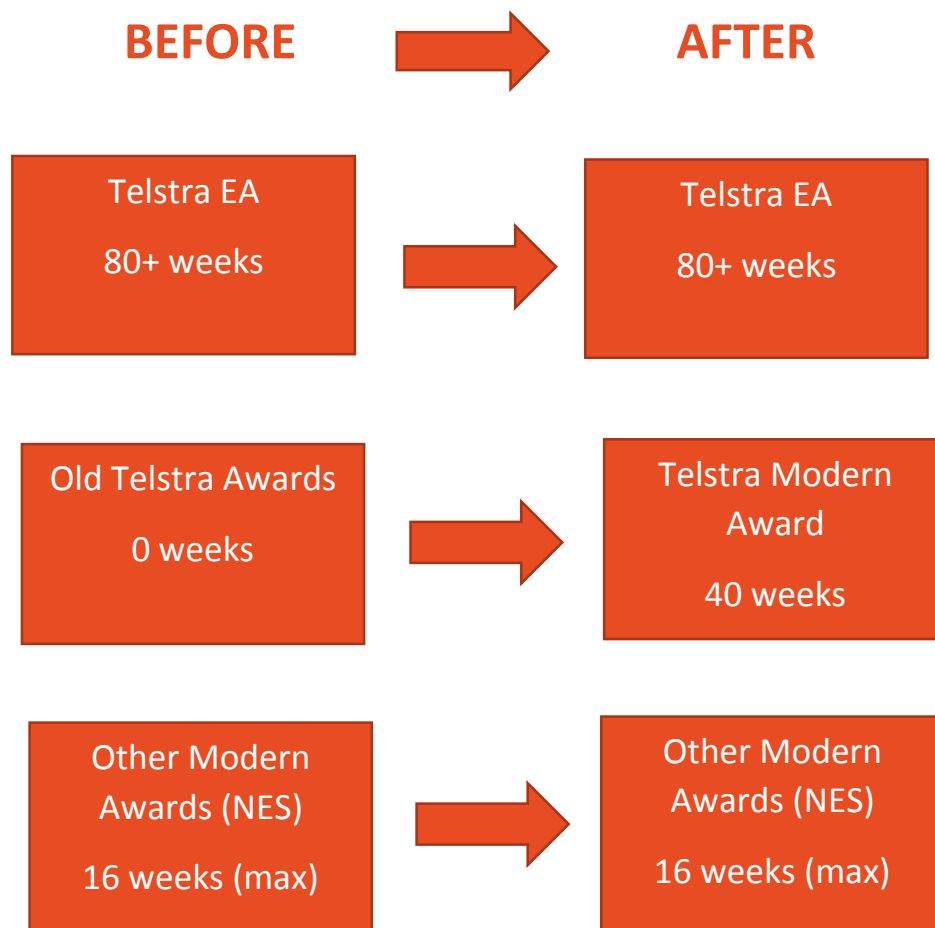 BEFORE
AFTER
Telstra EA
80+ weeks
Telstra EA
80+ weeks
Old Telstra Awards
0 weeks
Telstra Modern
Award
40 weeks
Other Modern
Awards (NES)
16 weeks (max)
Other Modern
Awards (NES)
16 weeks (max)